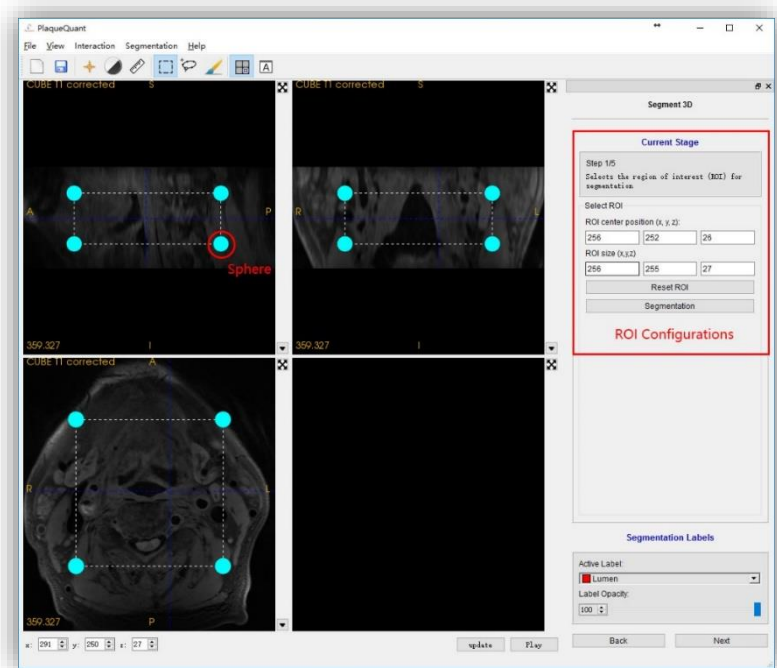 PlaqueQuant
File View Interaction Segmentation Help
A
CUBE T1 corrected S
A P
Sphere
359.327 I
CUBE T1 corrected S
R L
359.327 I
CUBE T1 corrected A
R L
359.327 P
x: 291 y: 250 z: 27
update Play
Segment 3D
Current Stage
Step 1/5
Selects the region of interest (ROI) for
segmentation
Select ROI
ROI center position (x, y, z):
256 252 26
ROI size (x,y,z)
256 255 27
Reset ROI
Segmentation
ROI Configurations
Segmentation Labels
Active Label:
Lumen
Label Opacity:
100
Back Next